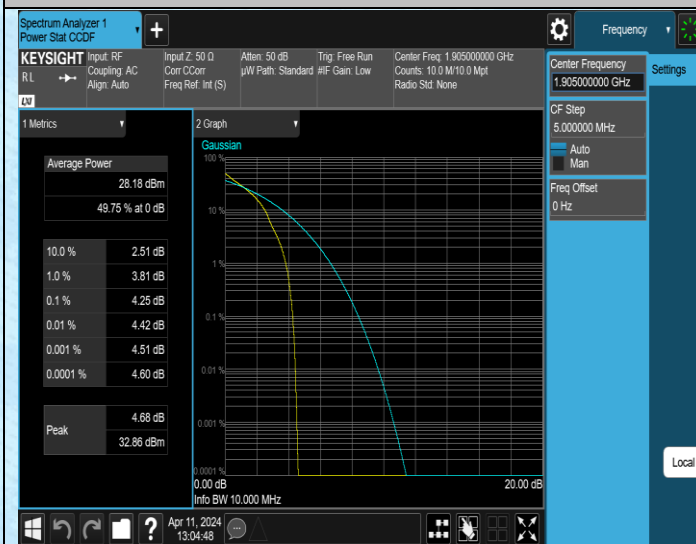 Spectrum Analyzer 1
Power Stat CCDF
Frequency
KEYSIGHT
RL
LXI
Input: RF
Coupling: AC
Align: Auto
Input Z: 50 Ω
Corr CCorr
Freq Ref: Int (S)
Atten: 50 dB
µW Path: Standard
Trig: Free Run
#IF Gain: Low
Center Freq: 1.905000000 GHz
Counts: 10.0 M/10.0 Mpt
Radio Std: None
Center Frequency
1.905000000 GHz
Settings
CF Step
5.000000 MHz
Auto
Man
Freq Offset
0 Hz
1 Metrics
Average Power
28.18 dBm
49.75 % at 0 dB
10.0 % 2.51 dB
1.0 % 3.81 dB
0.1 % 4.25 dB
0.01 % 4.42 dB
0.001 % 4.51 dB
0.0001 % 4.60 dB
Peak
4.68 dB
32.86 dBm
2 Graph
Gaussian
100 %
10 %
1 %
0.1 %
0.01 %
0.001 %
0.0001 %
0.00 dB 20.00 dB
Info BW 10.000 MHz
Local
?
Apr 11, 2024
13:04:48